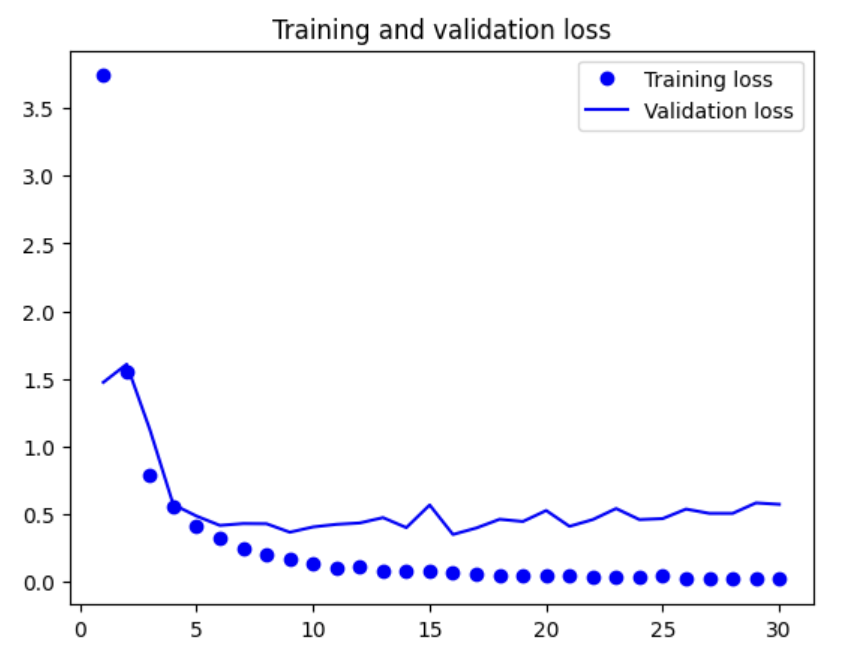 Training and validation loss
Training loss
Validation loss
3.5
3.0
2.5
2.0
1.5
1.0
0.5
0.0
0 5 10 15 20 25 30